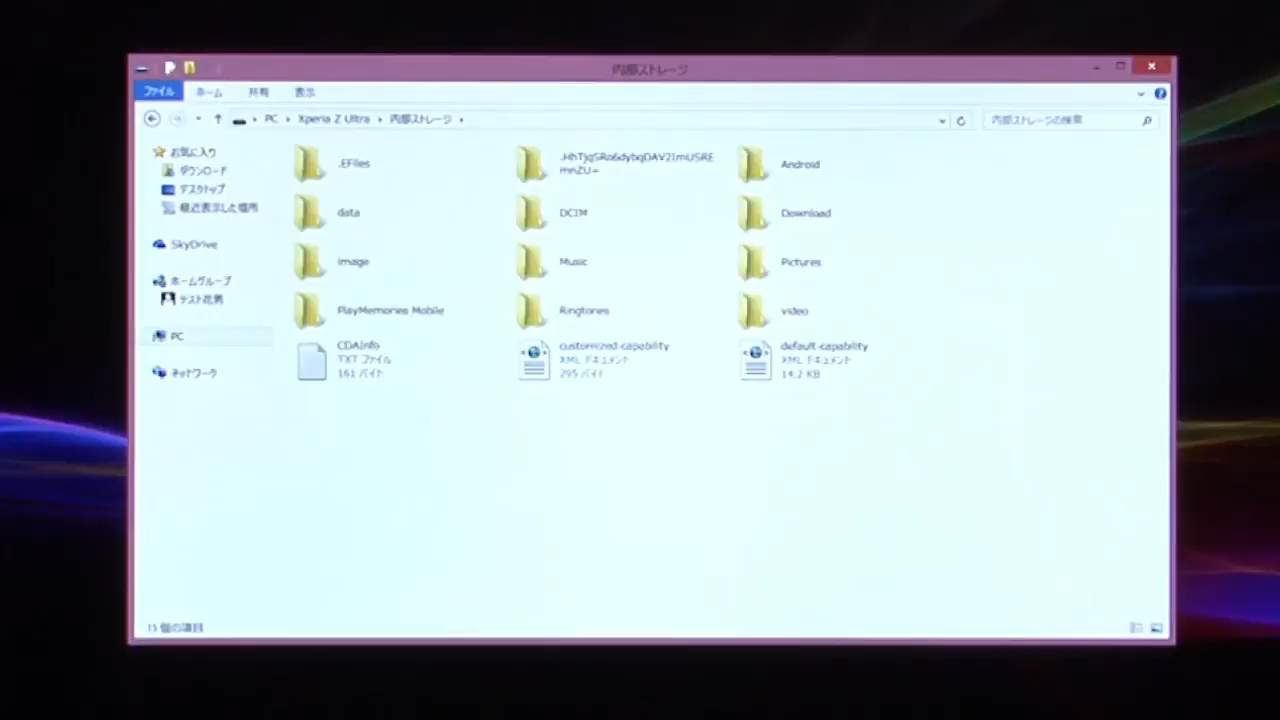 内部ストレージ
ファイル ホーム 共有 表示
PC Xperia Z Ultra 内部ストレージ
内部ストレージの検索
お気に入り
ダウンロード
デスクトップ
最近表示した場所
SkyDrive
ホームグループ
テスト花男
PC
ネットワーク
.EFiles
Android
data
DCIM
Download
image
Music
Pictures
PlayMemories Mobile
Ringtones
video
CDAInfo
TXT ファイル
161 バイト
customized-capability
XML ドキュメント
295 バイト
default-capability
XML ドキュメント
14.2 KB
15 個の項目